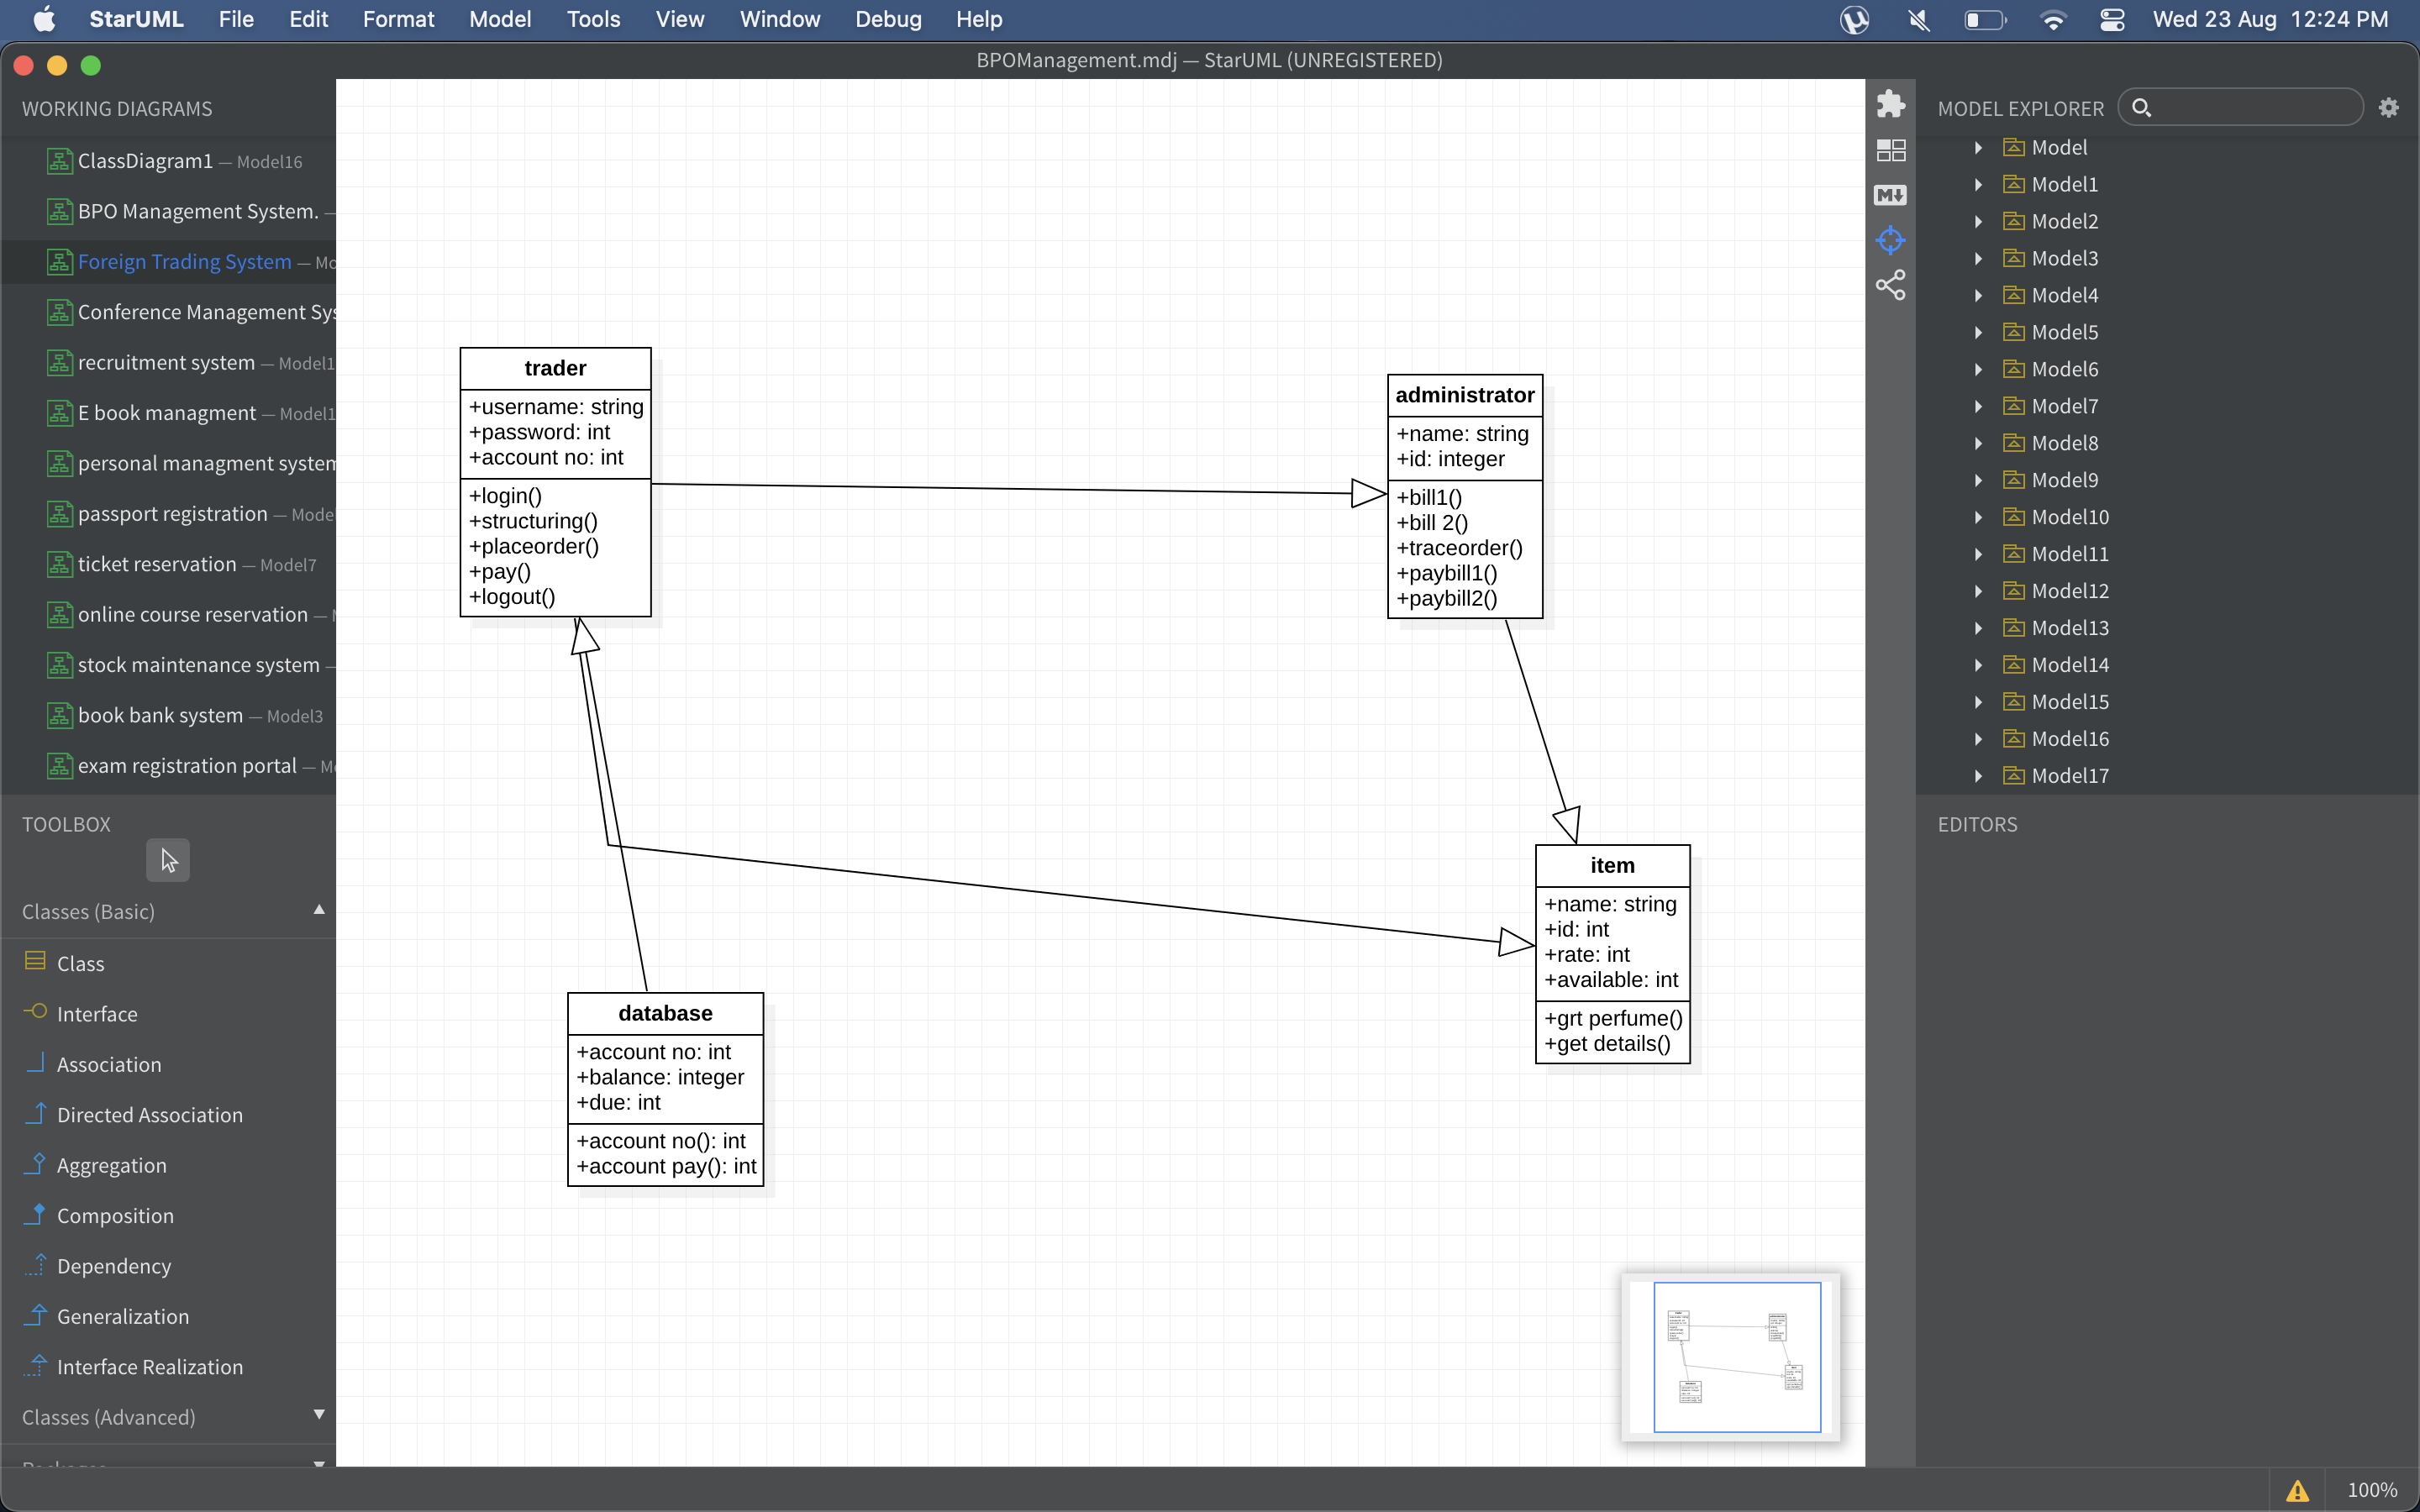 StarUML File Edit Format Model Tools View Window Debug Help Wed 23 Aug 12:24 PM
BPOManagement.mdj — StarUML (UNREGISTERED)
WORKING DIAGRAMS
ClassDiagram1 — Model16
BPO Management System. —
Foreign Trading System — Mo
Conference Management Sys
recruitment system — Model1
E book managment — Model1
personal managment system
passport registration — Mode
ticket reservation — Model7
online course reservation —
stock maintenance system —
book bank system — Model3
exam registration portal — Mo
TOOLBOX
Classes (Basic)
Class
Interface
Association
Directed Association
Aggregation
Composition
Dependency
Generalization
Interface Realization
Classes (Advanced)
trader
+username: string
+password: int
+account no: int
+login()
+structuring()
+placeorder()
+pay()
+logout()
administrator
+name: string
+id: integer
+bill1()
+bill 2()
+traceorder()
+paybill1()
+paybill2()
database
+account no: int
+balance: integer
+due: int
+account no(): int
+account pay(): int
item
+name: string
+id: int
+rate: int
+available: int
+grt perfume()
+get details()
M
MODEL EXPLORER
Model
Model1
Model2
Model3
Model4
Model5
Model6
Model7
Model8
Model9
Model10
Model11
Model12
Model13
Model14
Model15
Model16
Model17
EDITORS
100%